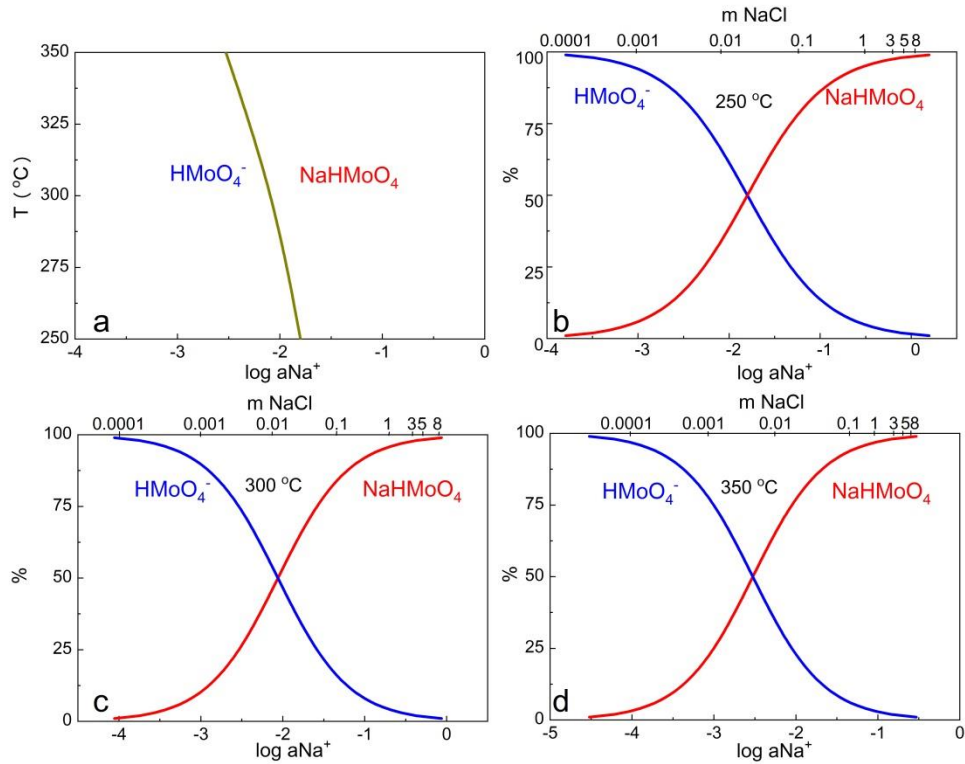 350
325
300
275
250
T (°C)
HMoO₄⁻
NaHMoO₄
a
-4 -3 -2 -1 0
log aNa⁺
m NaCl
0.0001 0.001 0.01 0.1 1 3 5 8
100
75
50
25
0
%
HMoO₄⁻
250 °C
NaHMoO₄
b
-4 -3 -2 -1 0
log aNa⁺
m NaCl
0.0001 0.001 0.01 0.1 1 3 5 8
100
75
50
25
0
%
HMoO₄⁻
300 °C
NaHMoO₄
c
-4 -3 -2 -1 0
log aNa⁺
m NaCl
0.0001 0.001 0.01 0.1 1 3 5 8
100
75
50
25
0
%
HMoO₄⁻
350 °C
NaHMoO₄
d
-5 -4 -3 -2 -1 0
log aNa⁺